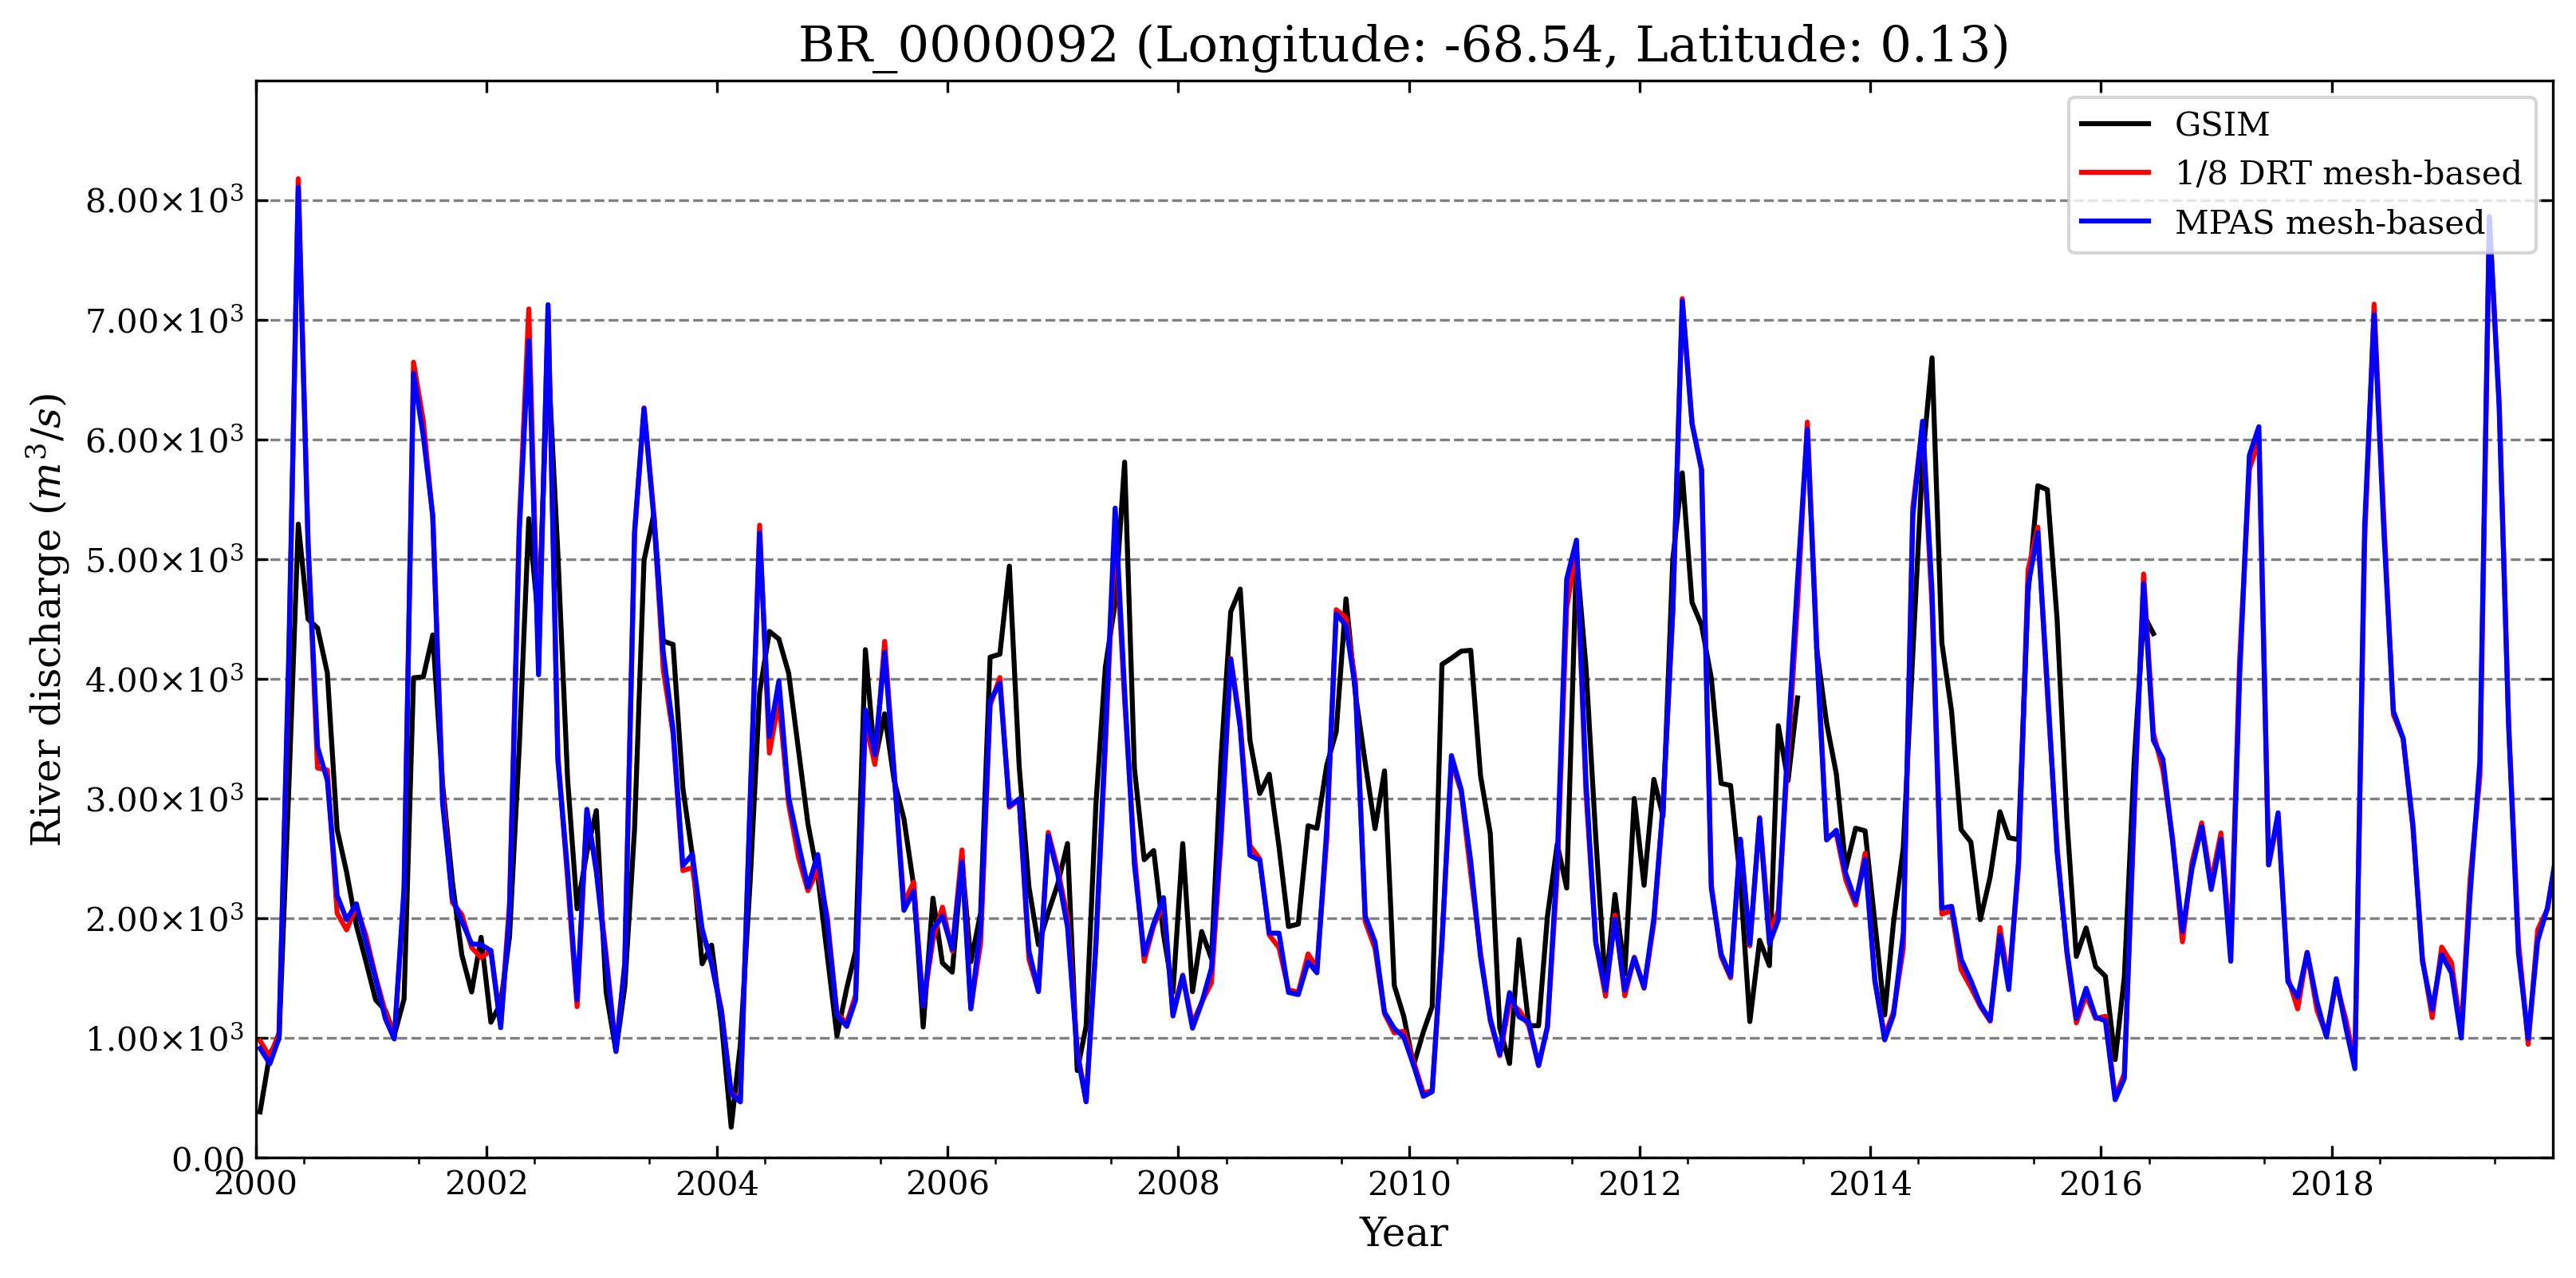 BR_0000092 (Longitude: -68.54, Latitude: 0.13)
GSIM
1/8 DRT mesh-based
MPAS mesh-based
8.00×10³
7.00×10³
6.00×10³
5.00×10³
4.00×10³
3.00×10³
2.00×10³
1.00×10³
0.00
River discharge (m³/s)
2000 2002 2004 2006 2008 2010 2012 2014 2016 2018
Year